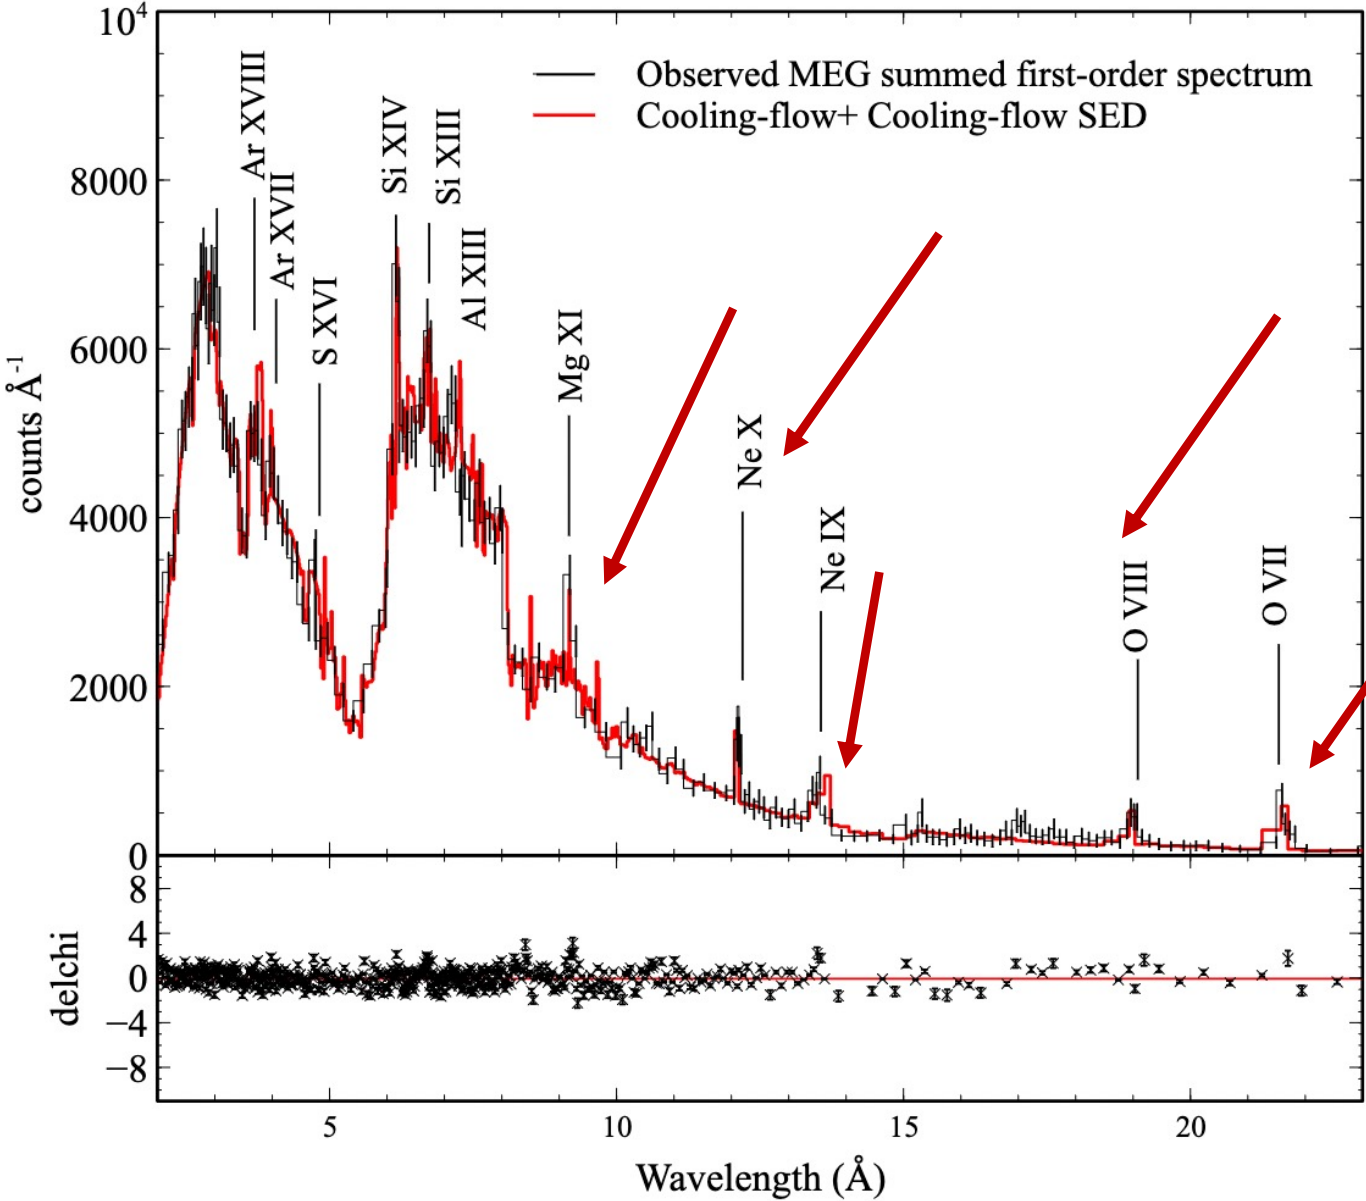 10⁴
Observed MEG summed first-order spectrum
Cooling-flow+ Cooling-flow SED
Ar XVIII
Ar XVII
S XVI
Si XIV
Si XIII
Al XIII
Mg XI
Ne X
Ne IX
O VIII
O VII
8000
6000
4000
2000
0
counts Å⁻¹
8
4
0
−4
−8
delchi
5 10 15 20
Wavelength (Å)